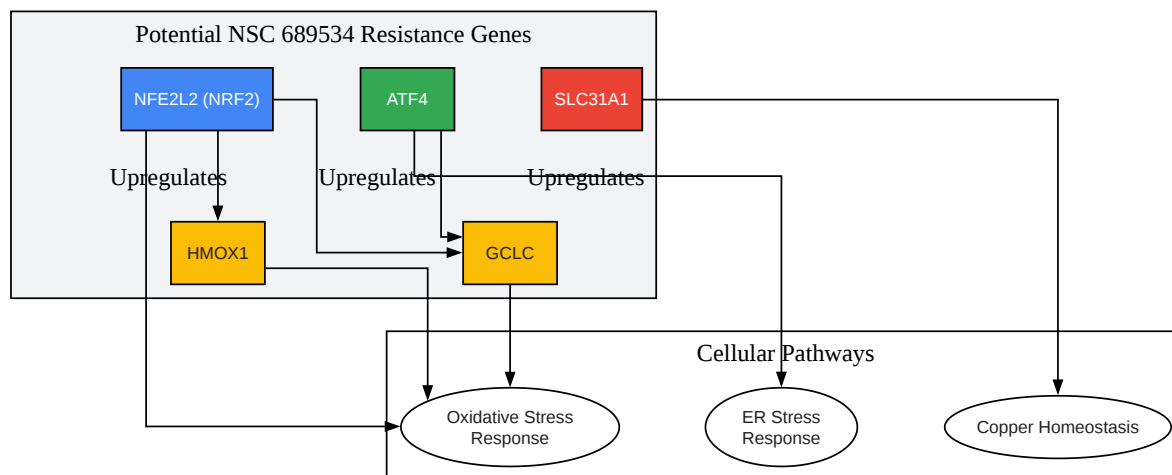 Potential NSC 689534 Resistance Genes
NFE2L2 (NRF2)
ATF4
SLC31A1
Upregulates
Upregulates
Upregulates
HMOX1
GCLC
Cellular Pathways
Oxidative Stress
Response
ER Stress
Response
Copper Homeostasis